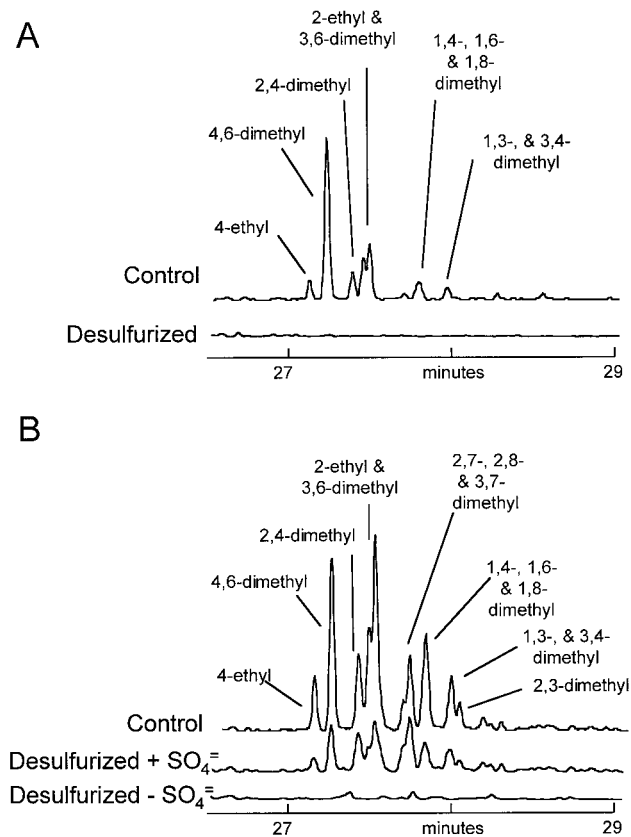 A
2-ethyl &
3,6-dimethyl
1,4-, 1,6-
& 1,8-
dimethyl
2,4-dimethyl
4,6-dimethyl
1,3-, & 3,4-
dimethyl
4-ethyl
Control
Desulfurized
27
minutes
29
B
2-ethyl &
3,6-dimethyl
2,7-, 2,8-
& 3,7-
dimethyl
2,4-dimethyl
4,6-dimethyl
1,4-, 1,6-
& 1,8-
dimethyl
1,3-, & 3,4-
dimethyl
4-ethyl
2,3-dimethyl
Control
Desulfurized + SO₄⁼
Desulfurized - SO₄⁼
27
minutes
29